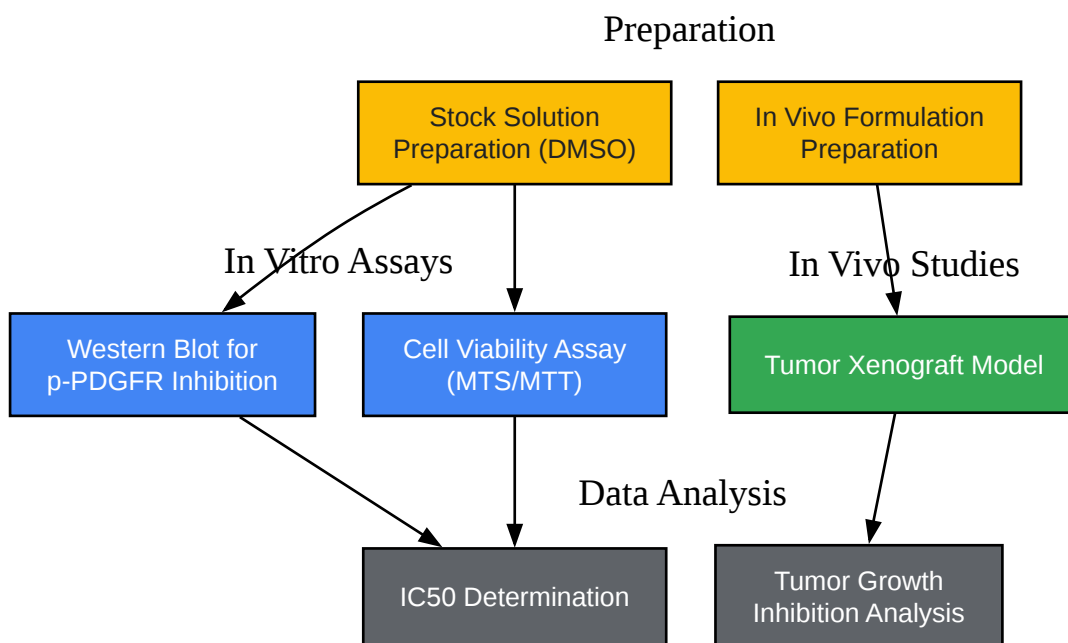 Preparation
Stock Solution
Preparation (DMSO)
In Vivo Formulation
Preparation
In Vitro Assays
In Vivo Studies
Western Blot for
p-PDGFR Inhibition
Cell Viability Assay
(MTS/MTT)
Tumor Xenograft Model
Data Analysis
IC50 Determination
Tumor Growth
Inhibition Analysis